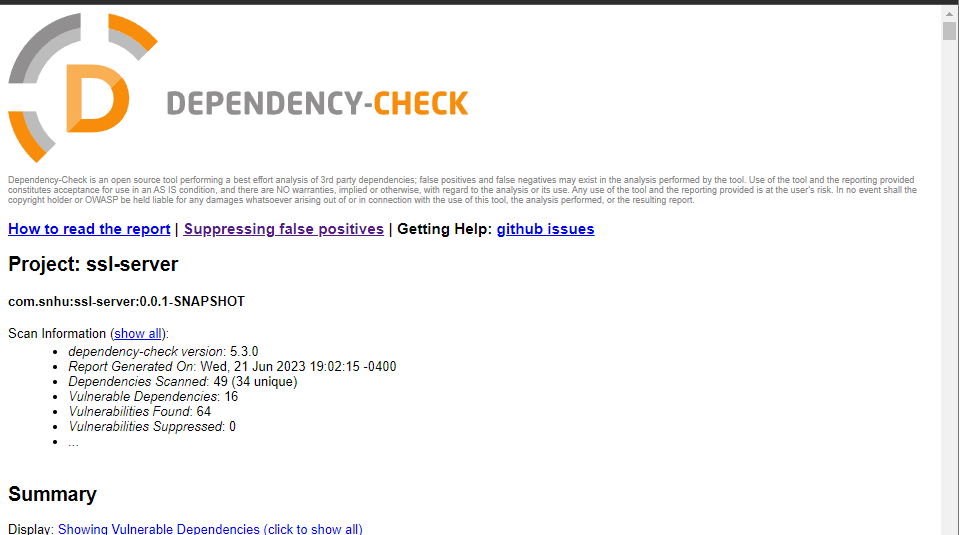 D
DEPENDENCY-CHECK
Dependency-Check is an open source tool performing a best effort analysis of 3rd party dependencies; false positives and false negatives may exist in the analysis performed by the tool. Use of the tool and the reporting provided
constitutes acceptance for use in an AS IS condition, and there are NO warranties, implied or otherwise, with regard to the analysis or its use. Any use of the tool and the reporting provided is at the user's risk. In no event shall the
copyright holder or OWASP be held liable for any damages whatsoever arising out of or in connection with the use of this tool, the analysis performed, or the resulting report.
How to read the report | Suppressing false positives | Getting Help: github issues
Project: ssl-server
com.snhu:ssl-server:0.0.1-SNAPSHOT
Scan Information (show all):
• dependency-check version: 5.3.0
• Report Generated On: Wed, 21 Jun 2023 19:02:15 -0400
• Dependencies Scanned: 49 (34 unique)
• Vulnerable Dependencies: 16
• Vulnerabilities Found: 64
• Vulnerabilities Suppressed: 0
• ...
Summary
Display: Showing Vulnerable Dependencies (click to show all)